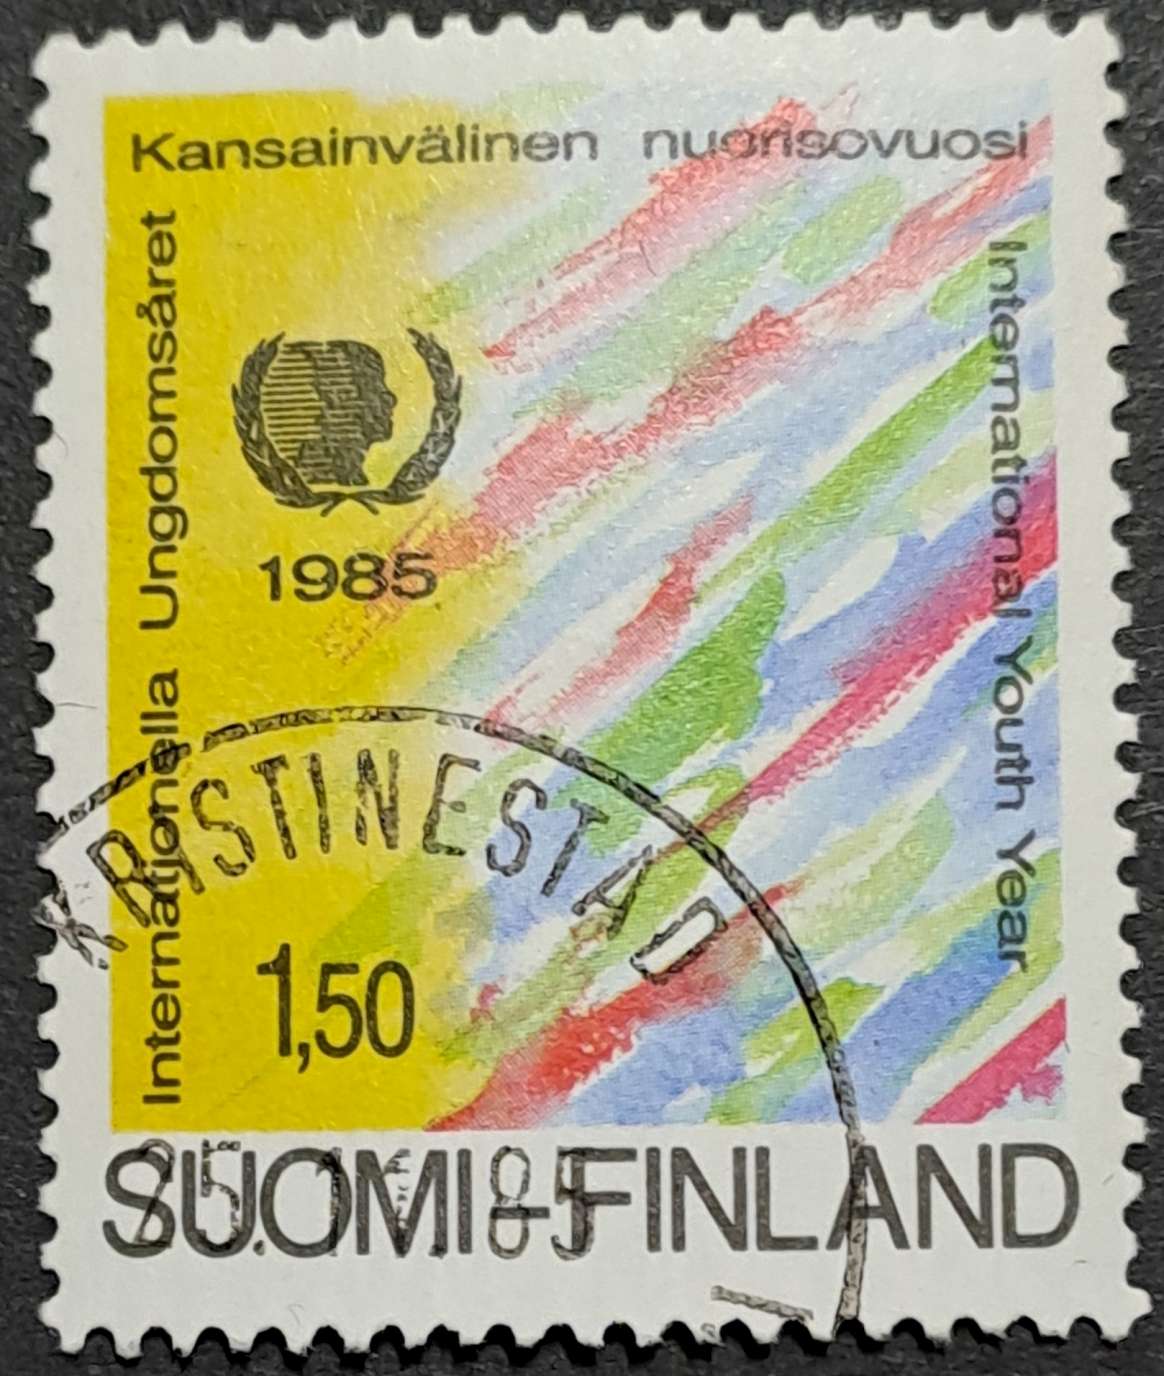 Kansainvälinen nuorisovuosi
Internationella Ungdomsåret
International Youth Year
1985
KRISTINESTAD
1,50
SUOMI-FINLAND